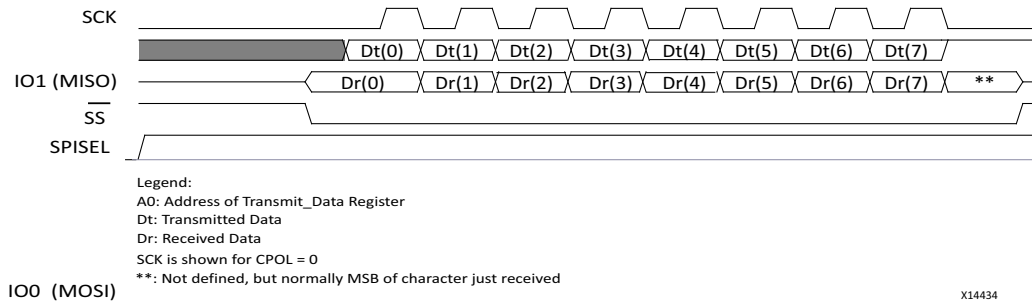 SCK
Dt(0) Dt(1) Dt(2) Dt(3) Dt(4) Dt(5) Dt(6) Dt(7)
IO1 (MISO) Dr(0) Dr(1) Dr(2) Dr(3) Dr(4) Dr(5) Dr(6) Dr(7) **
SS
SPISEL
Legend:
A0: Address of Transmit_Data Register
Dt: Transmitted Data
Dr: Received Data
SCK is shown for CPOL = 0
**: Not defined, but normally MSB of character just received
IO0 (MOSI)
X14434